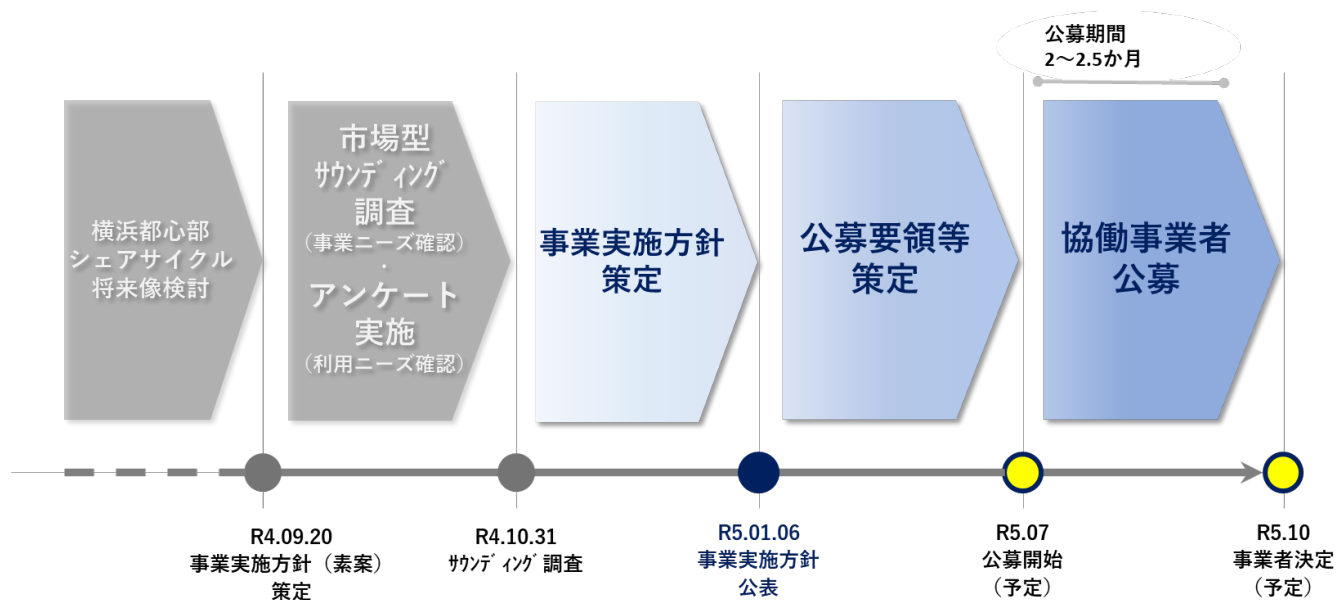 公募期間
2～2.5か月
横浜都心部
シェアサイクル
将来像検討
市場型
ｻｳﾝﾃﾞｨﾝｸﾞ
調査
（事業ニーズ確認）
・
アンケート
実施
（利用ニーズ確認）
事業実施方針
策定
公募要領等
策定
協働事業者
公募
R4.09.20
事業実施方針（素案）
策定
R4.10.31
ｻｳﾝﾃﾞｨﾝｸﾞ調査
R5.01.06
事業実施方針
公表
R5.07
公募開始
（予定）
R5.10
事業者決定
（予定）